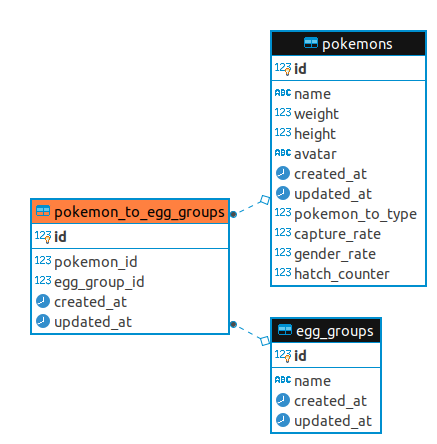 pokemons
123 id
ABC name
123 weight
123 height
ABC avatar
created_at
updated_at
123 pokemon_to_type
123 capture_rate
123 gender_rate
123 hatch_counter
pokemon_to_egg_groups
123 id
123 pokemon_id
123 egg_group_id
created_at
updated_at
egg_groups
123 id
ABC name
created_at
updated_at